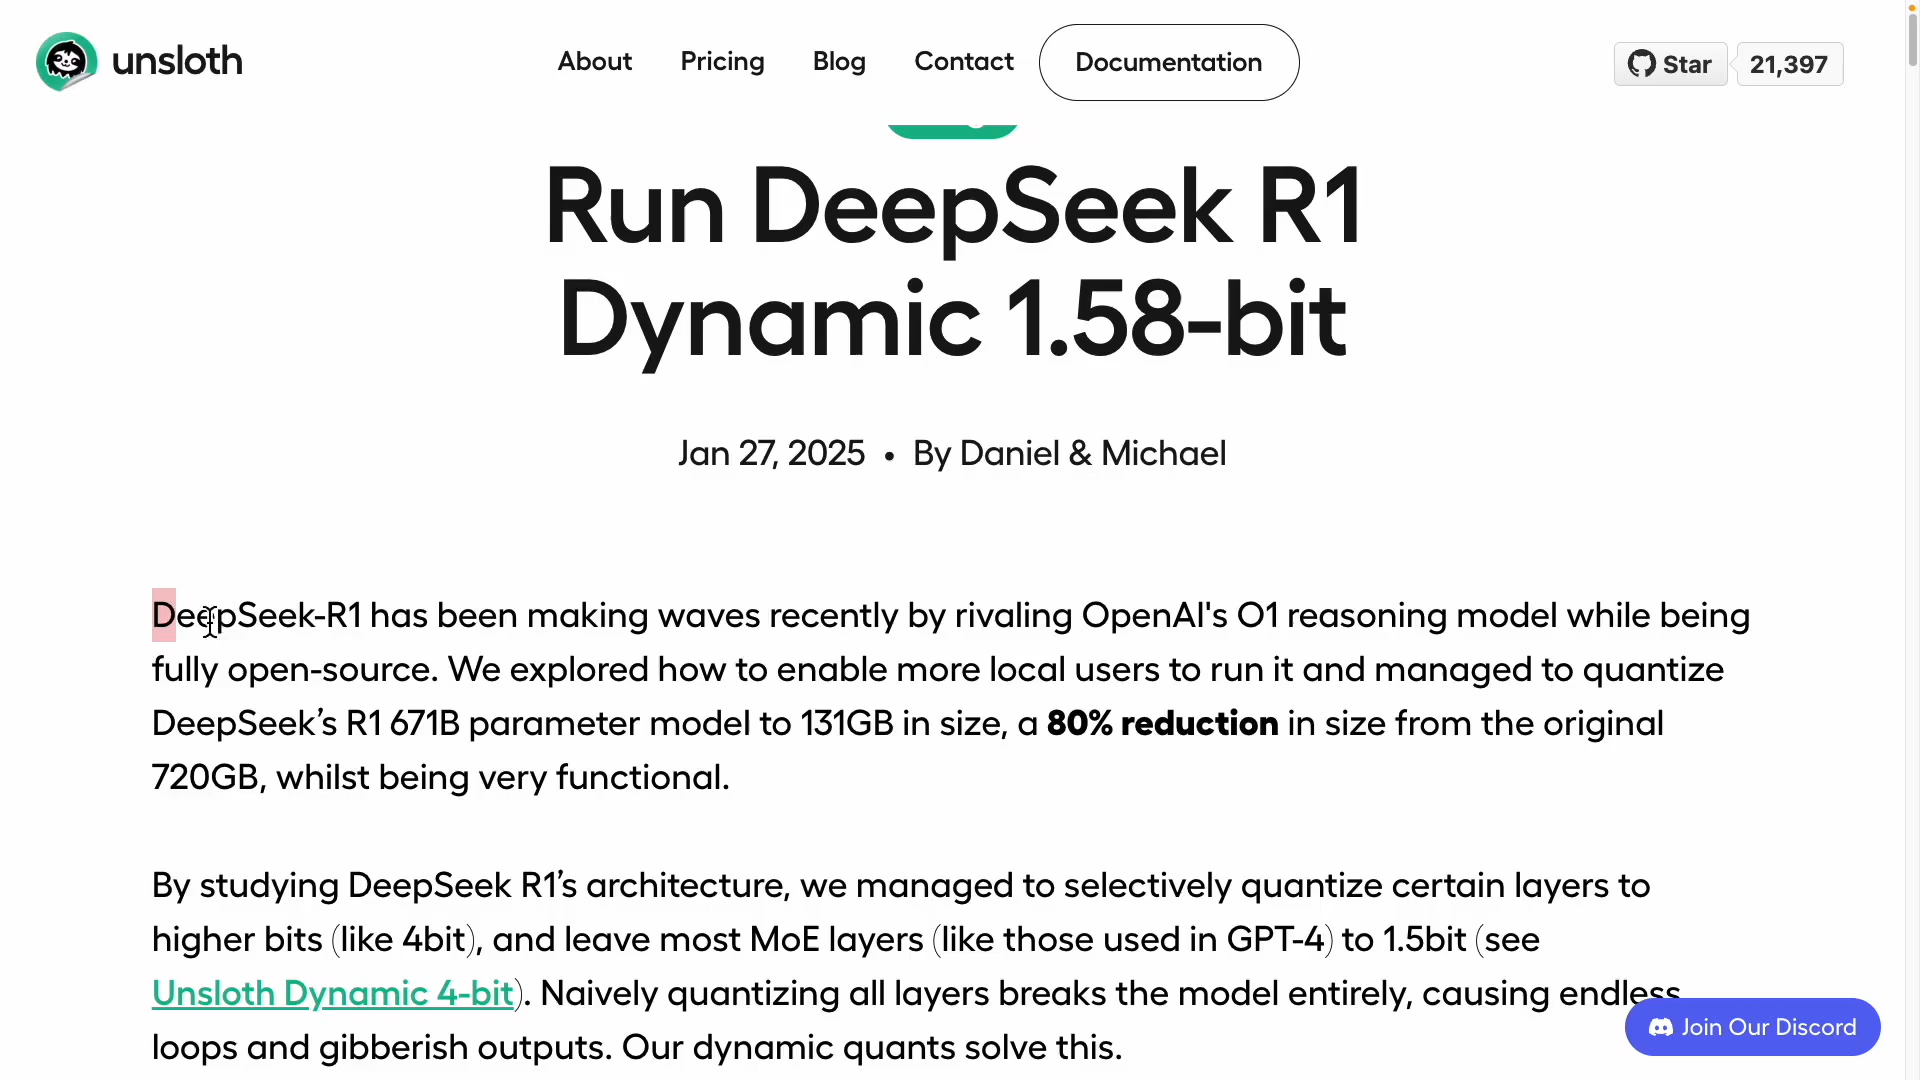 unsloth
About Pricing Blog Contact Documentation
Star 21,397
Run DeepSeek R1
Dynamic 1.58-bit
Jan 27, 2025 • By Daniel & Michael
DeepSeek-R1 has been making waves recently by rivaling OpenAI's O1 reasoning model while being
fully open-source. We explored how to enable more local users to run it and managed to quantize
DeepSeek’s R1 671B parameter model to 131GB in size, a 80% reduction in size from the original
720GB, whilst being very functional.
By studying DeepSeek R1’s architecture, we managed to selectively quantize certain layers to
higher bits (like 4bit), and leave most MoE layers (like those used in GPT-4) to 1.5bit (see
Unsloth Dynamic 4-bit). Naively quantizing all layers breaks the model entirely, causing endless
loops and gibberish outputs. Our dynamic quants solve this.
Join Our Discord